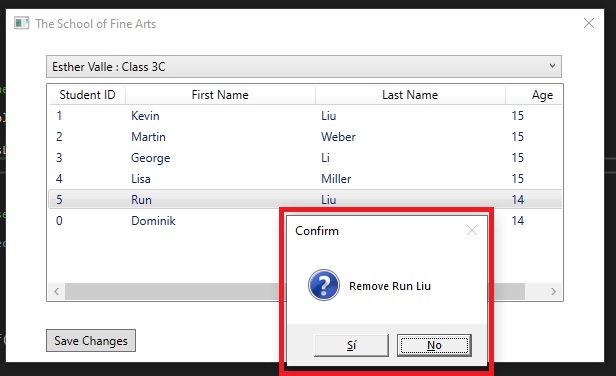 The School of Fine Arts
Esther Valle : Class 3C
Student ID First Name Last Name Age
1 Kevin Liu 15
2 Martin Weber 15
3 George Li 15
4 Lisa Miller 15
5 Run Liu 14
0 Dominik 14
Confirm
Remove Run Liu
Sí No
Save Changes